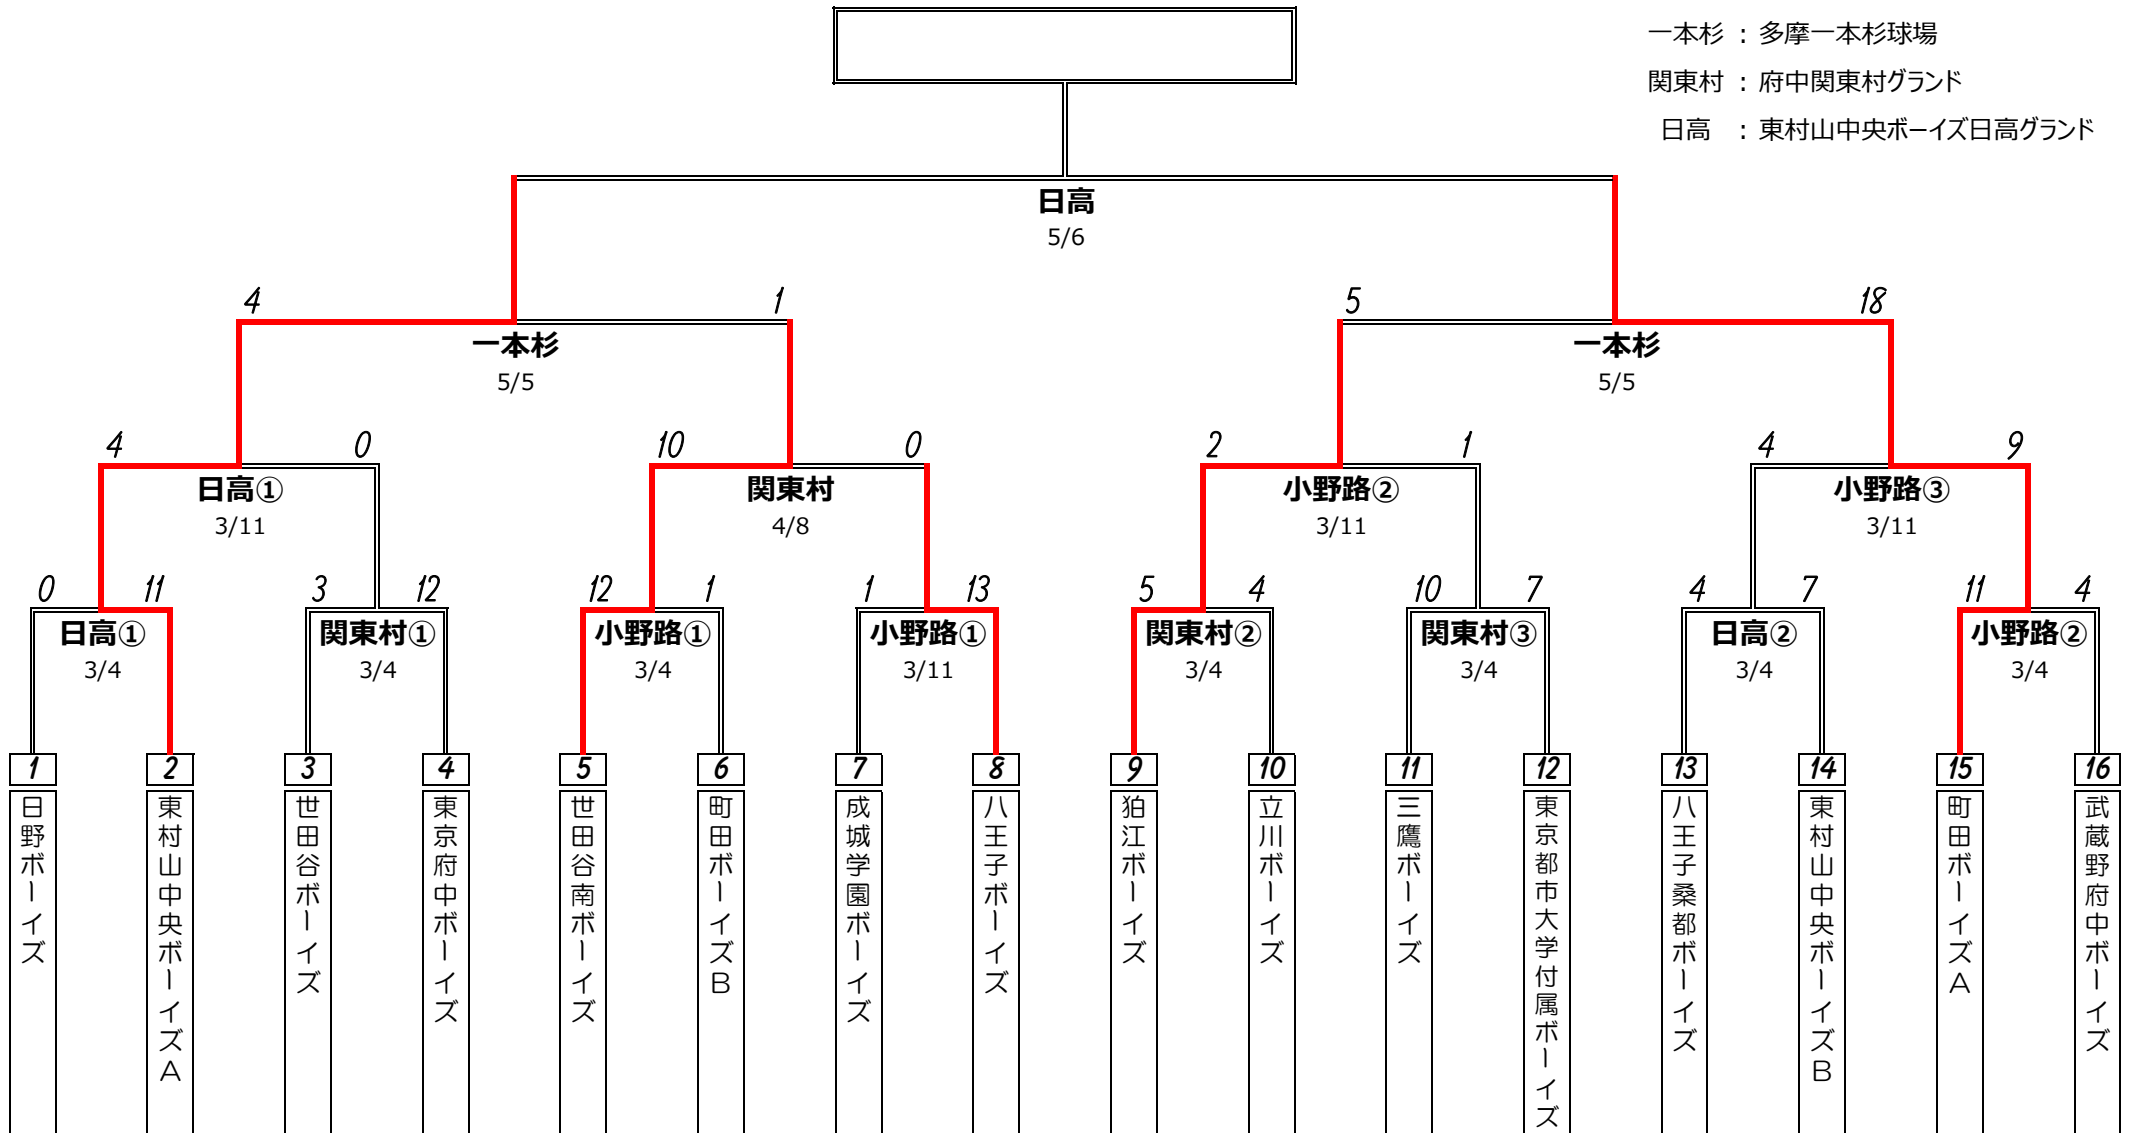 一本杉 : 多摩一本杉球場
関東村 : 府中関東村グランド
日高 : 東村山中央ボーイズ日高グランド
日高
5/6
4 1 5 18
一本杉 一本杉
5/5 5/5
4 0 10 0 2 1 4 9
日高① 関東村 小野路② 小野路③
3/11 4/8 3/11 3/11
0 11 3 12 12 1 1 13 5 4 10 7 4 7 11 4
日高① 関東村① 小野路① 小野路① 関東村② 関東村③ 日高② 小野路②
3/4 3/4 3/4 3/11 3/4 3/4 3/4 3/4
1 2 3 4 5 6 7 8 9 10 11 12 13 14 15 16
日野ボーイズ
東村山中央ボーイズA
世田谷ボーイズ
東京府中ボーイズ
世田谷南ボーイズ
町田ボーイズB
成城学園ボーイズ
八王子ボーイズ
狛江ボーイズ
立川ボーイズ
三鷹ボーイズ
東京都市大学付属ボーイズ
八王子桑都ボーイズ
東村山中央ボーイズB
町田ボーイズA
武蔵野府中ボーイズ